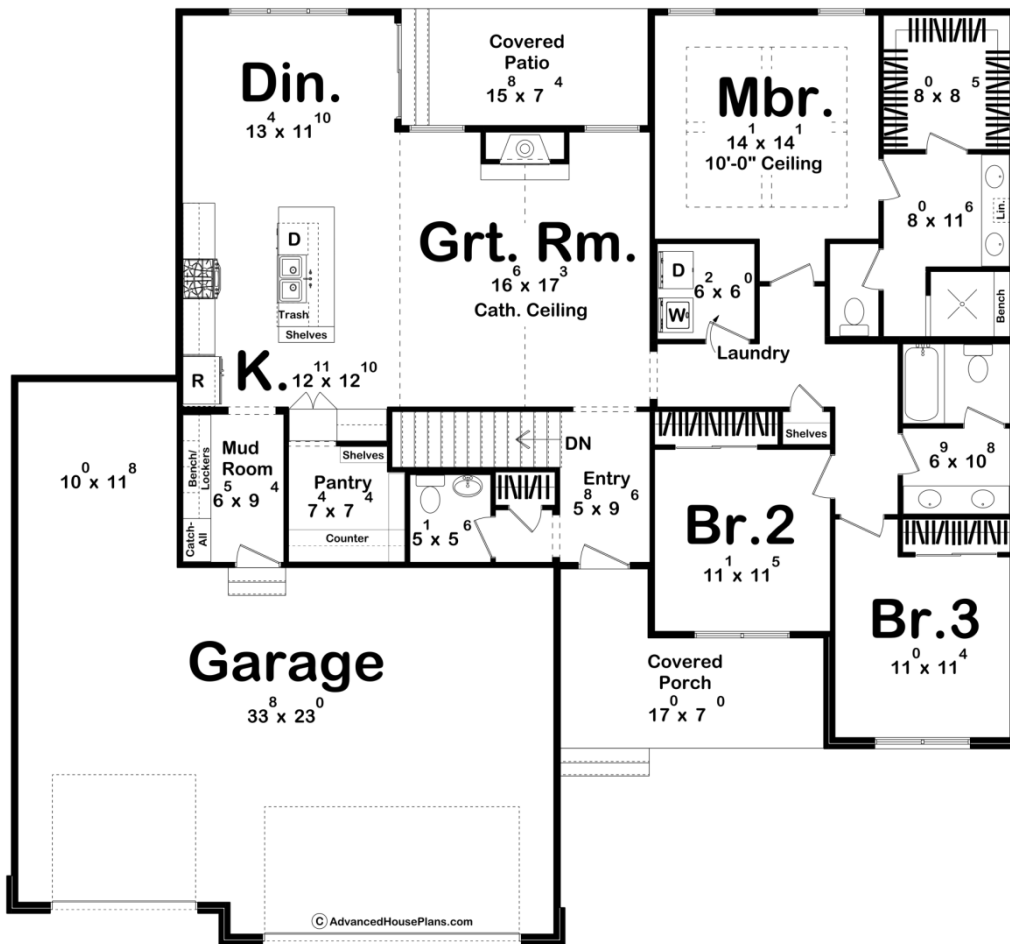 Covered
Patio
15⁸ x 7⁴
Din.
13⁴ x 11¹⁰
Mbr.
14¹ x 14¹
10'-0" Ceiling
8⁰ x 8⁵
8⁰ x 11⁶
Lin.
Bench
D
Trash
Shelves
Grt. Rm.
16⁶ x 17³
Cath. Ceiling
D
W
6² x 6⁰
Laundry
R
K.
12¹¹ x 12¹⁰
Shelves
6⁹ x 10⁸
10⁰ x 11⁸
Bench/
Lockers
Catch-
All
Mud
Room
6⁵ x 9⁴
Shelves
Pantry
7⁴ x 7⁴
Counter
DN
5¹ x 5⁶
Entry
5⁸ x 9⁶
Br.2
11¹ x 11⁵
Br.3
11⁰ x 11⁴
Garage
33⁸ x 23⁰
Covered
Porch
17⁰ x 7⁰
© AdvancedHousePlans.com